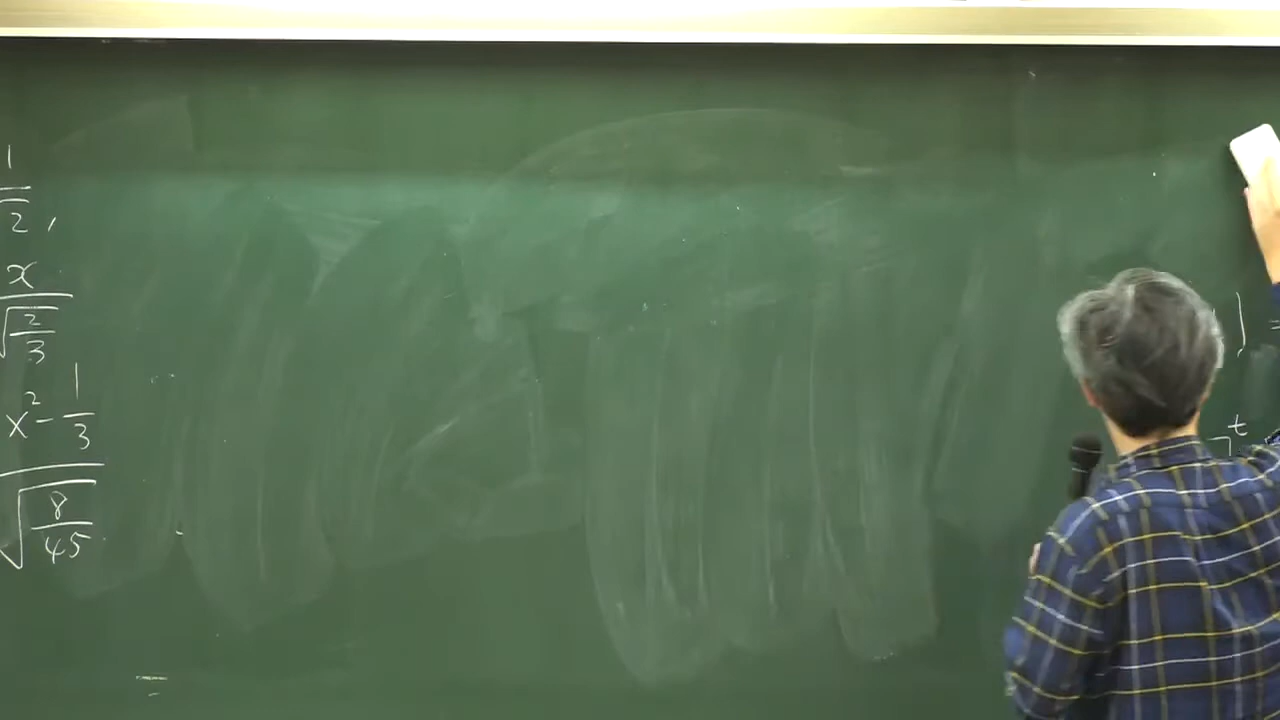 1/2,
x/√(2/3)
x² - 1/3
/√(8/45)
)
t
=